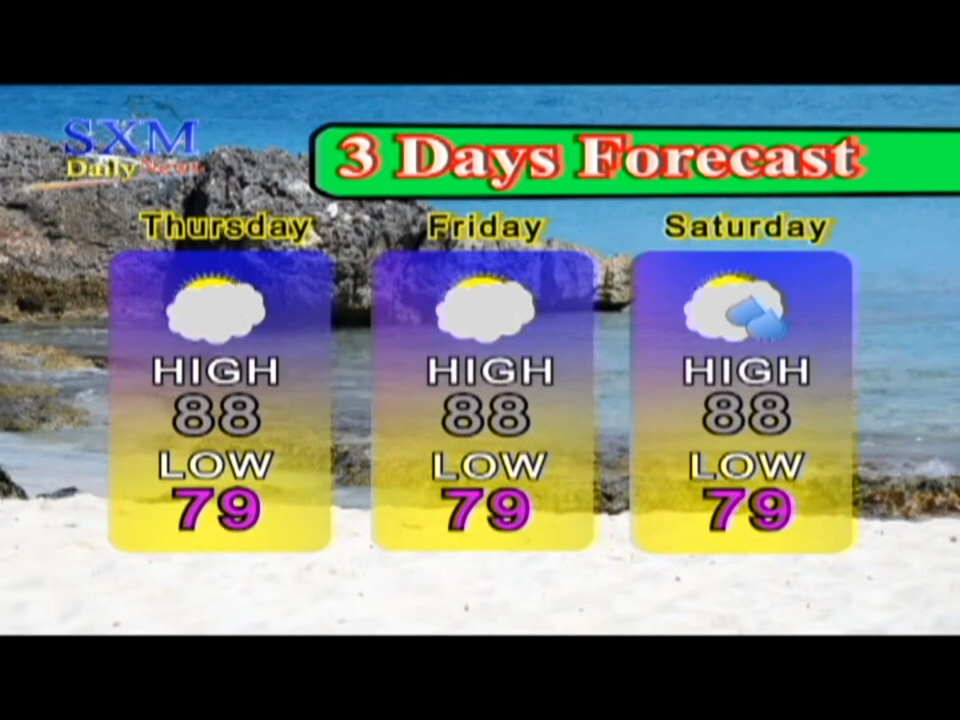 SXM
Daily News
3 Days Forecast
Thursday
HIGH
88
LOW
79
Friday
HIGH
88
LOW
79
Saturday
HIGH
88
LOW
79